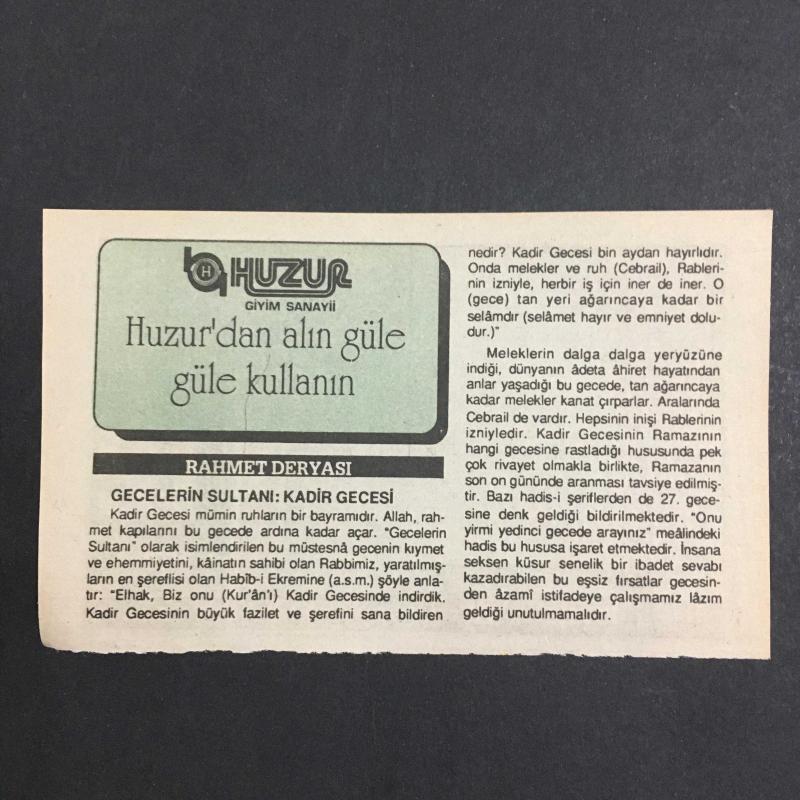 H HUZUR
GİYİM SANAYİİ
Huzur'dan alın güle
güle kullanın
RAHMET DERYASI
GECELERİN SULTANI: KADİR GECESİ
Kadir Gecesi mümin ruhların bir bayramıdır. Allah, rah-
met kapılarını bu gecede ardına kadar açar. "Gecelerin
Sultanı" olarak isimlendirilen bu müstesnâ gecenin kıymet
ve ehemmiyetini, kâinatın sahibi olan Rabbimiz, yaratılmış-
ların en şereflisi olan Habîb-i Ekremine (a.s.m.) şöyle anla-
tır: "Elhak, Biz onu (Kur'ân'ı) Kadir Gecesinde indirdik.
Kadir Gecesinin büyük fazilet ve şerefini sana bildiren
nedir? Kadir Gecesi bin aydan hayırlıdır.
Onda melekler ve ruh (Cebrail), Rableri-
nin izniyle, herbir iş için iner de iner. O
(gece) tan yeri ağarıncaya kadar bir
selâmdır (selâmet hayır ve emniyet dolu-
dur.)"
Meleklerin dalga dalga yeryüzüne
indiği, dünyanın âdeta âhiret hayatından
anlar yaşadığı bu gecede, tan ağarıncaya
kadar melekler kanat çırparlar. Aralarında
Cebrail de vardır. Hepsinin inişi Rablerinin
izniyledir. Kadir Gecesinin Ramazının
hangi gecesine rastladığı hususunda pek
çok rivayet olmakla birlikte, Ramazanın
son on gününde aranması tavsiye edilmiş-
tir. Bazı hadis-i şeriflerden de 27. gece-
sine denk geldiği bildirilmektedir. "Onu
yirmi yedinci gecede arayınız" meâlindeki
hadis bu hususa işaret etmektedir. İnsana
seksen küsur senelik bir ibadet sevabı
kazadırabilen bu eşsiz fırsatlar gecesin-
den âzamî istifadeye çalışmamız lâzım
geldiği unutulmamalıdır.